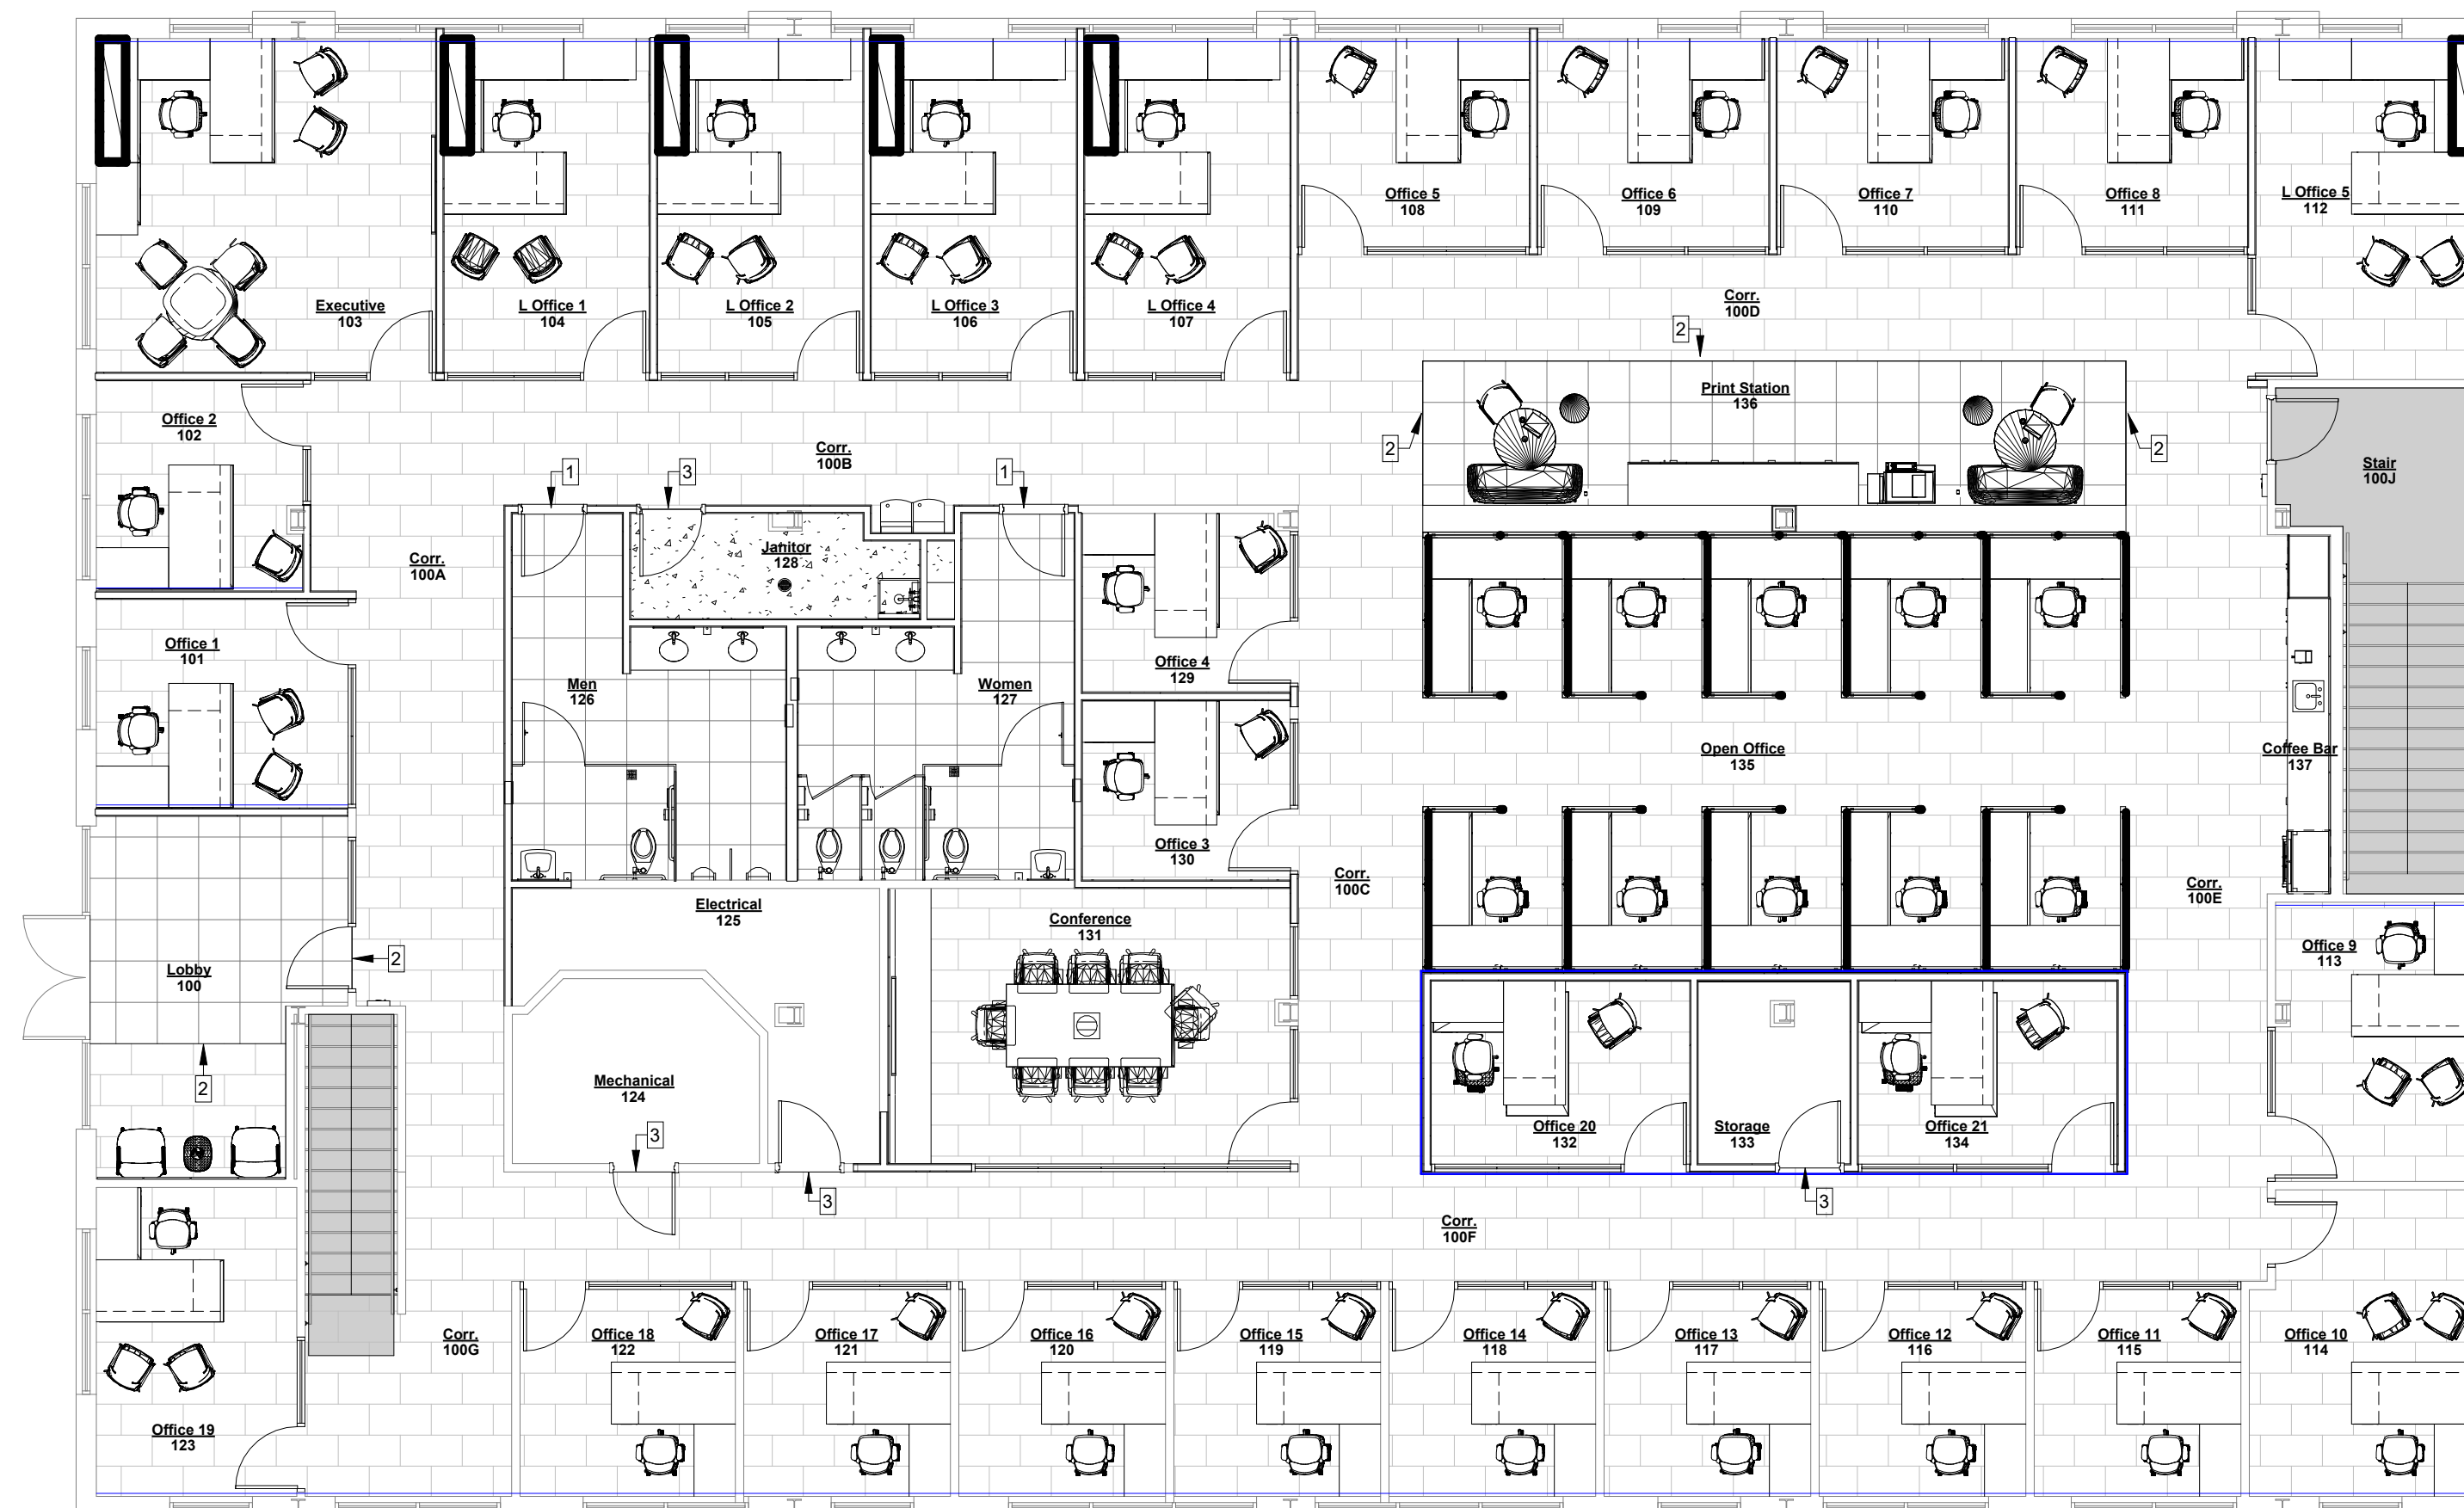 Office 5
108
Office 6
109
Office 7
110
Office 8
111
L Office 5
112
Executive
103
L Office 1
104
L Office 2
105
L Office 3
106
L Office 4
107
Corr.
100D
2
Print Station
136
2
2
Office 2
102
Corr.
100B
1
3
1
Stair
100J
Corr.
100A
Janitor
128
Office 1
101
Office 4
129
Men
126
Women
127
Open Office
135
Coffee Bar
137
Office 3
130
Corr.
100C
Corr.
100E
Electrical
125
Conference
131
Office 9
113
Lobby
100
2
2
Mechanical
124
3
3
Office 20
132
Storage
133
Office 21
134
3
Corr.
100F
Corr.
100G
Office 18
122
Office 17
121
Office 16
120
Office 15
119
Office 14
118
Office 13
117
Office 12
116
Office 11
115
Office 10
114
Office 19
123